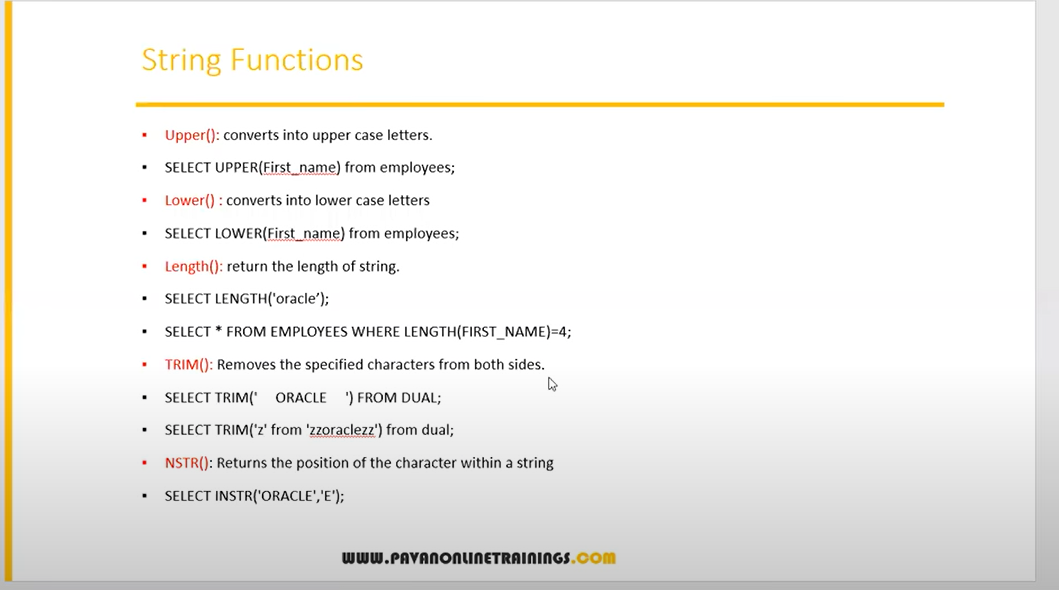 String Functions
▪ Upper(): converts into upper case letters.
▪ SELECT UPPER(First_name) from employees;
▪ Lower() : converts into lower case letters
▪ SELECT LOWER(First_name) from employees;
▪ Length(): return the length of string.
▪ SELECT LENGTH('oracle’);
▪ SELECT * FROM EMPLOYEES WHERE LENGTH(FIRST_NAME)=4;
▪ TRIM(): Removes the specified characters from both sides.
▪ SELECT TRIM('    ORACLE    ') FROM DUAL;
▪ SELECT TRIM('z' from 'zzoraclezz') from dual;
▪ NSTR(): Returns the position of the character within a string
▪ SELECT INSTR('ORACLE','E');
WWW.PAVANONLINETRAININGS.COM